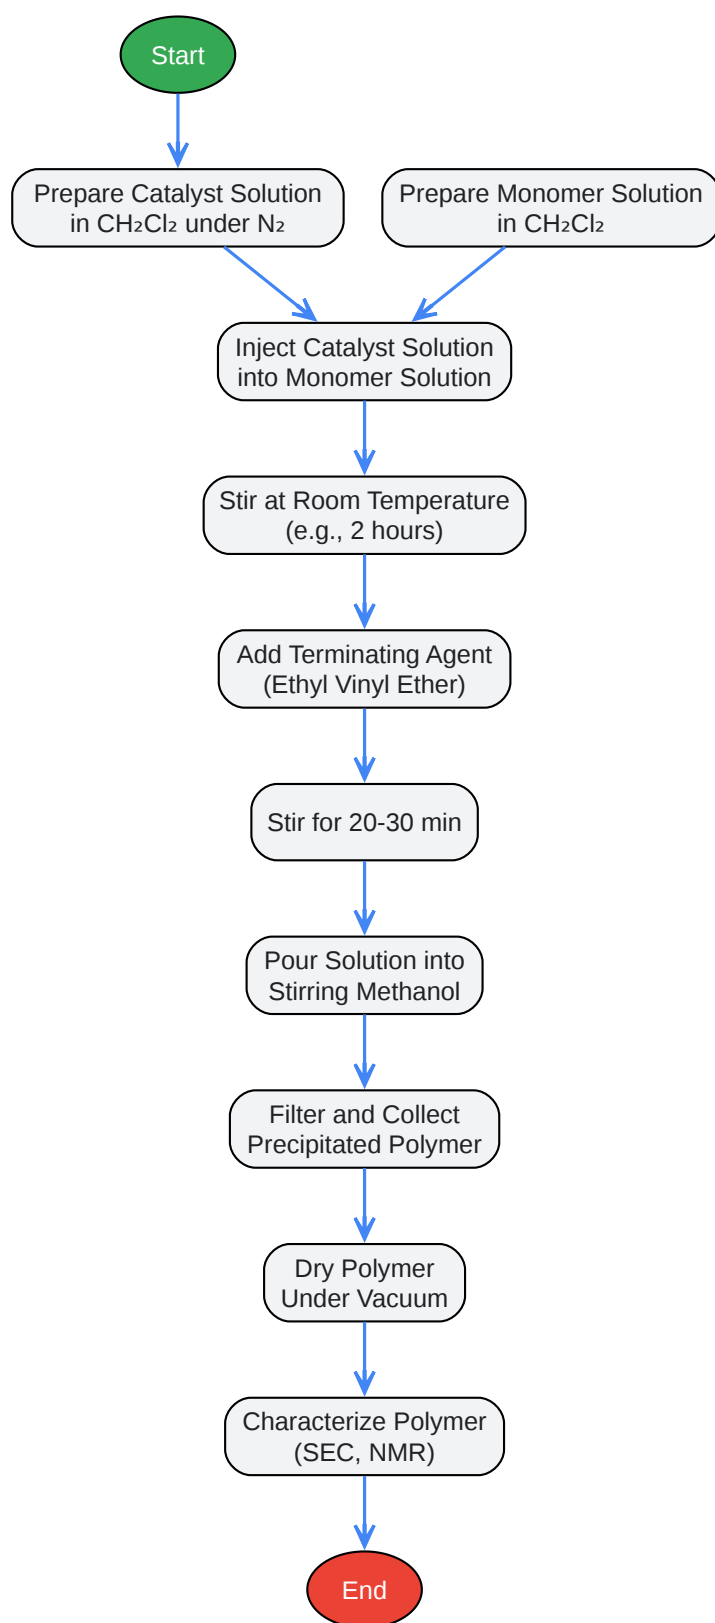 Start
Prepare Catalyst Solution
in CH₂Cl₂ under N₂
Prepare Monomer Solution
in CH₂Cl₂
Inject Catalyst Solution
into Monomer Solution
Stir at Room Temperature
(e.g., 2 hours)
Add Terminating Agent
(Ethyl Vinyl Ether)
Stir for 20-30 min
Pour Solution into
Stirring Methanol
Filter and Collect
Precipitated Polymer
Dry Polymer
Under Vacuum
Characterize Polymer
(SEC, NMR)
End